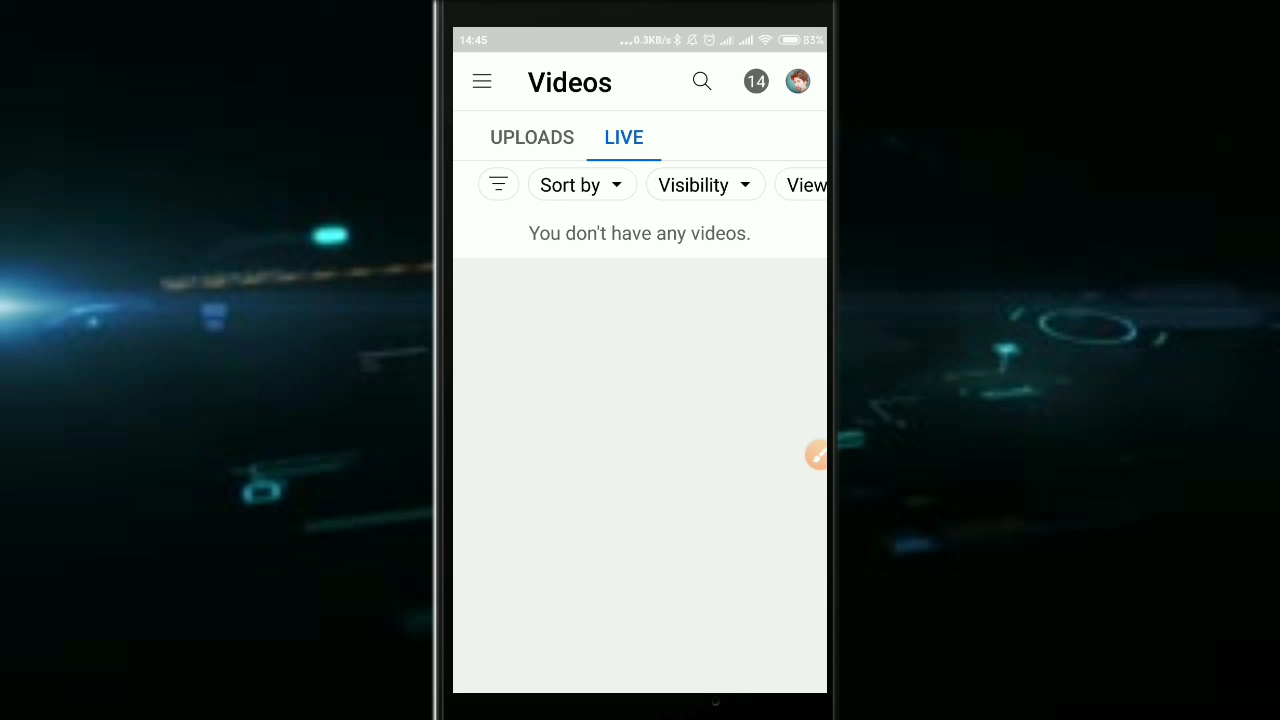 14:45 ...0.3KB/s 83%
Videos 14
UPLOADS LIVE
Sort by Visibility View
You don't have any videos.